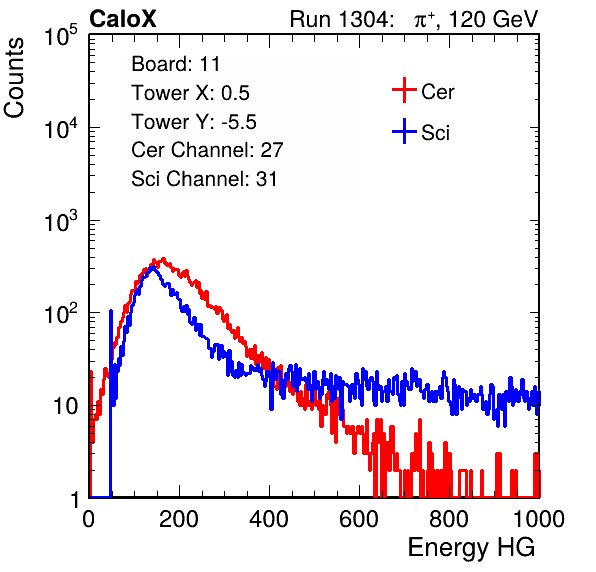 CaloX Run 1304: π⁺, 120 GeV
Counts
10⁵
10⁴
10³
10²
10
1
Board: 11
Tower X: 0.5
Tower Y: -5.5
Cer Channel: 27
Sci Channel: 31
Cer
Sci
0 200 400 600 800 1000
Energy HG